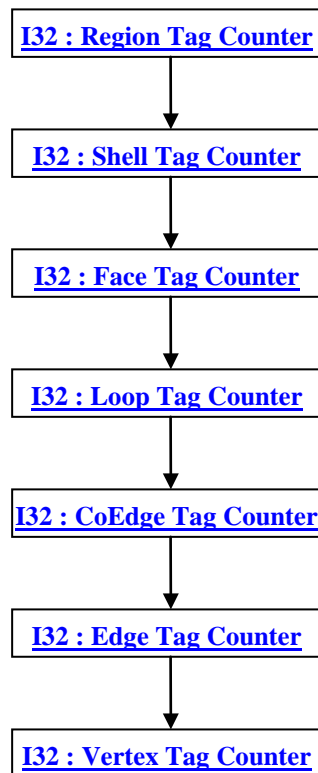 I32 : Region Tag Counter
I32 : Shell Tag Counter
I32 : Face Tag Counter
I32 : Loop Tag Counter
I32 : CoEdge Tag Counter
I32 : Edge Tag Counter
I32 : Vertex Tag Counter